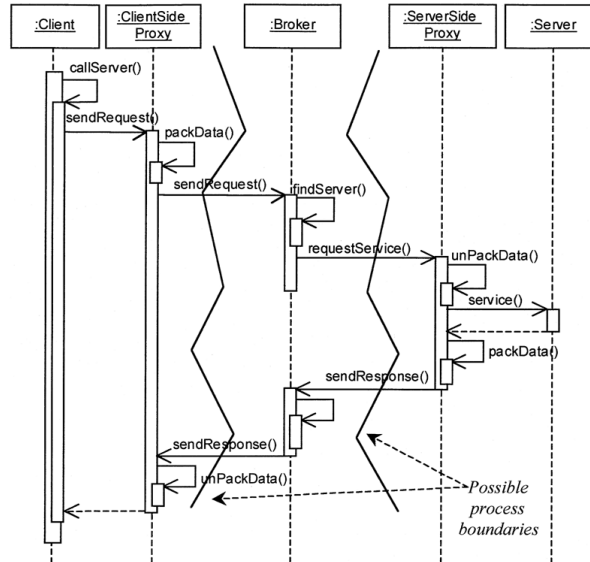 :Client
:ClientSide
Proxy
:Broker
:ServerSide
Proxy
:Server
callServer()
sendRequest()
packData()
sendRequest()
findServer()
requestService()
unPackData()
service()
packData()
sendResponse()
sendResponse()
unPackData()
Possible
process
boundaries